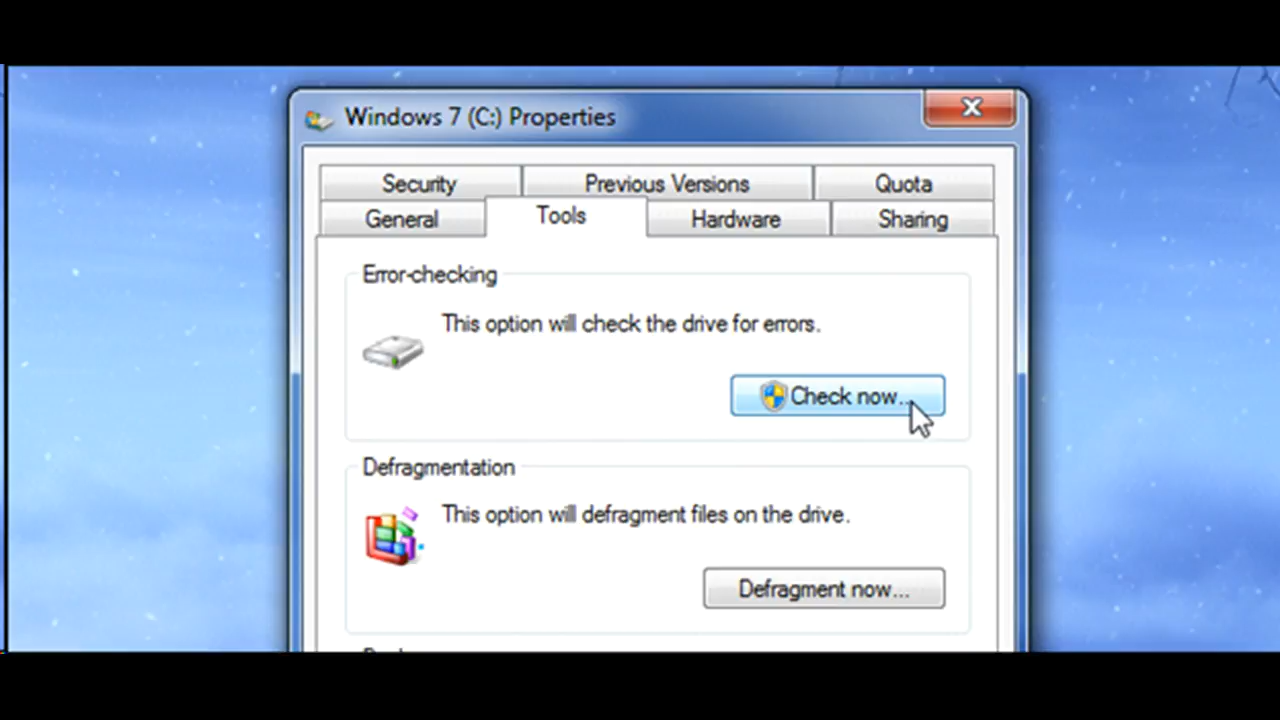 Windows 7 (C:) Properties
Security Previous Versions Quota
General Tools Hardware Sharing
Error-checking
This option will check the drive for errors.
Check now...
Defragmentation
This option will defragment files on the drive.
Defragment now...